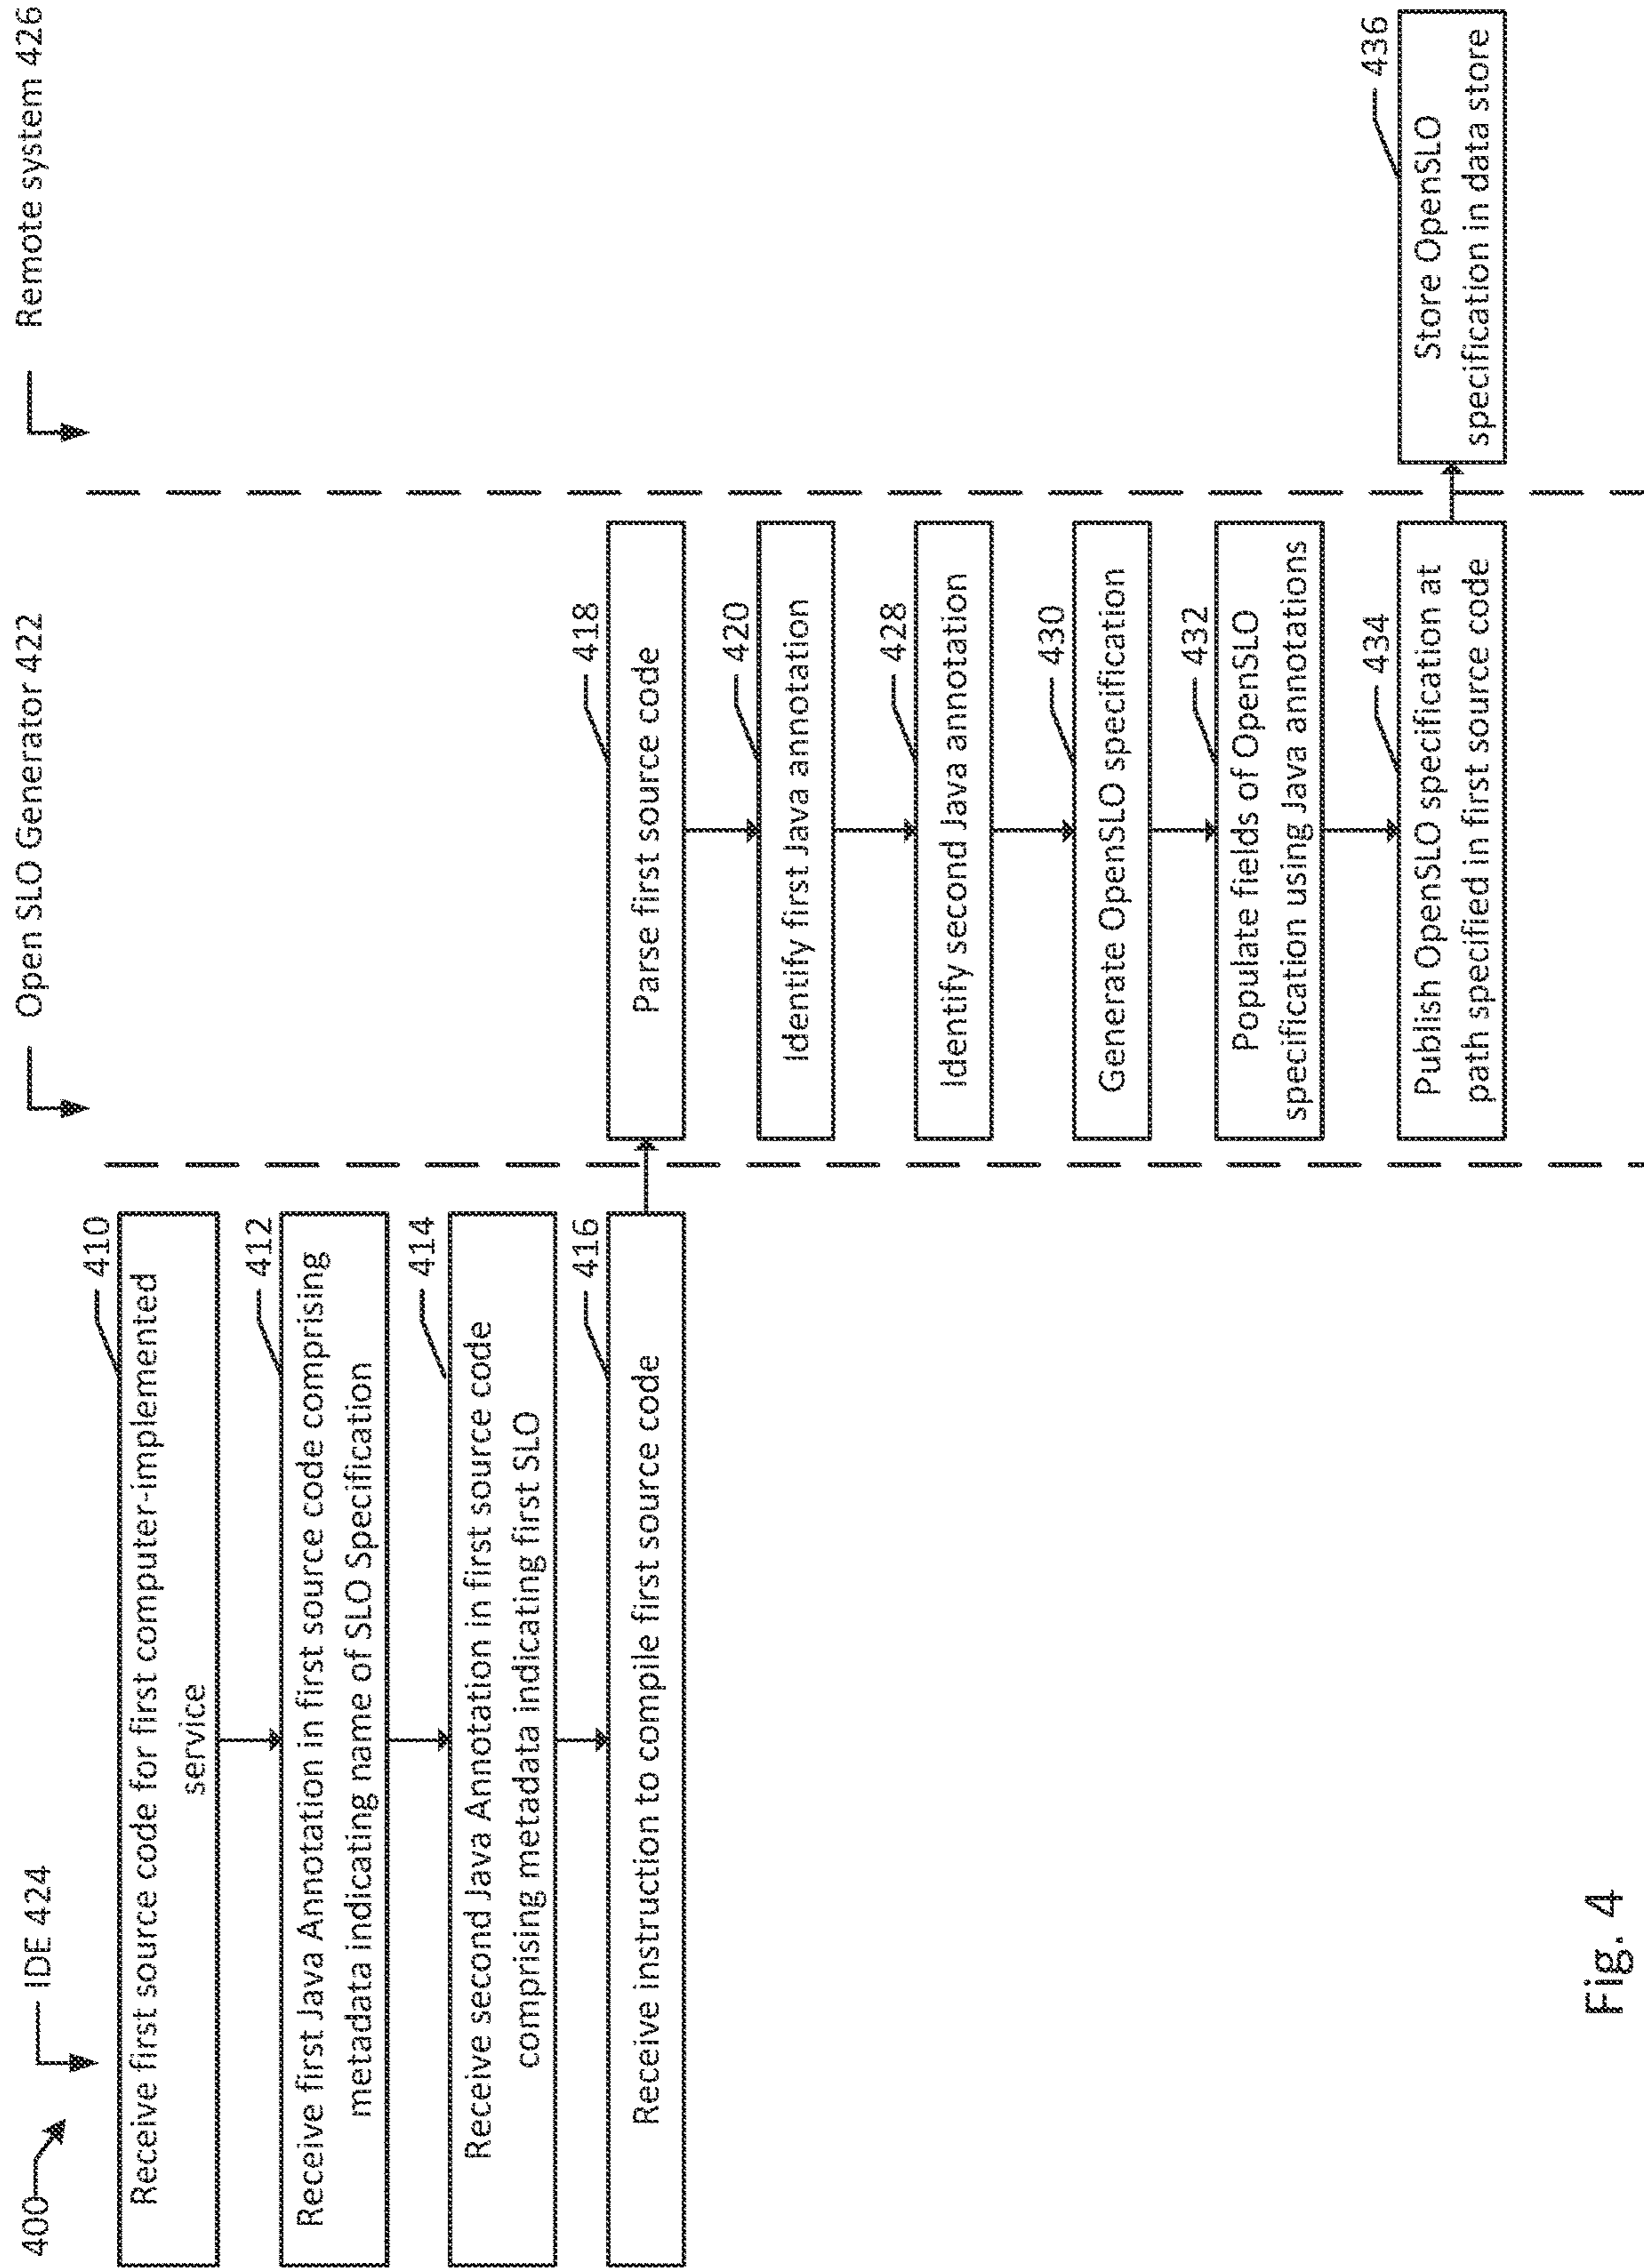 400
IDE 424
Open SLO Generator 422
Remote system 426
410
Receive first source code for first computer-implemented
service
412
Receive first Java Annotation in first source code comprising
metadata indicating name of SLO Specification
414
Receive second Java Annotation in first source code
comprising metadata indicating first SLO
416
Receive instruction to compile first source code
418
Parse first source code
420
Identify first Java annotation
428
Identify second Java annotation
430
Generate OpenSLO specification
432
Populate fields of OpenSLO
specification using Java annotations
434
Publish OpenSLO specification at
path specified in first source code
436
Store OpenSLO
specification in data store
Fig. 4